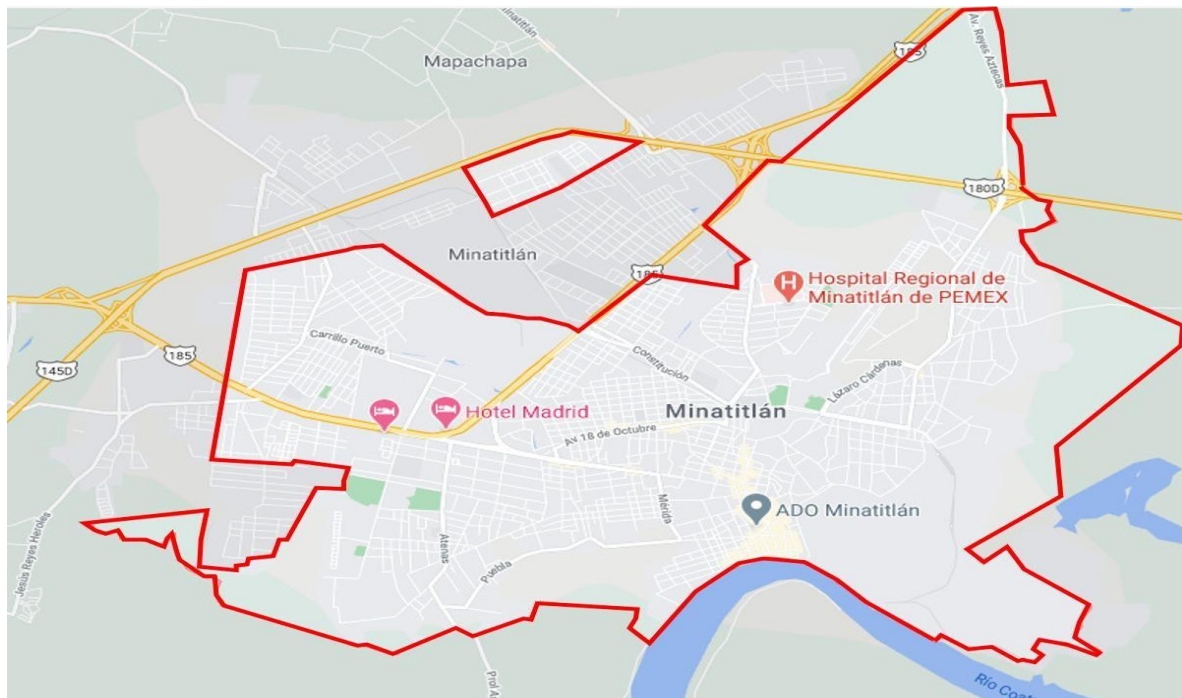 Minatitlán
Mapachapa
185
Av. Reyes Aztecas
180D
Minatitlán
185
Hospital Regional de
Minatitlán de PEMEX
Carrillo Puerto
Constitución
185
145D
Lázaro Cárdenas
Hotel Madrid
Minatitlán
Av 18 de Octubre
Mérida
ADO Minatitlán
Atenas
Puebla
Jesús Reyes Heroles